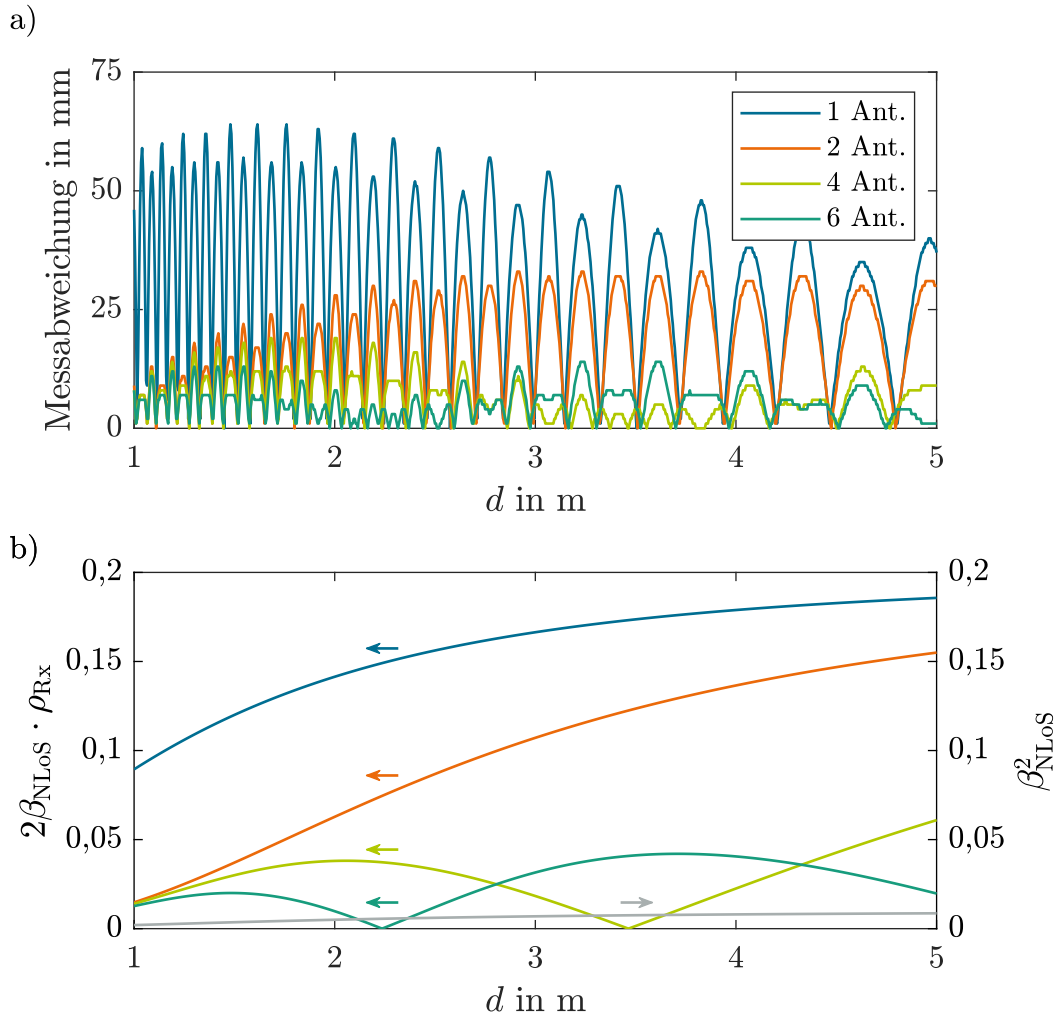 a)
Messabweichung in mm
75
50
25
0
1 Ant.
2 Ant.
4 Ant.
6 Ant.
1 2 3 4 5
d in m
b)
2β_NLoS · ρ_Rx
0,2
0,15
0,1
0,05
0
0,2
0,15
0,1
0,05
0
β²_NLoS
1 2 3 4 5
d in m